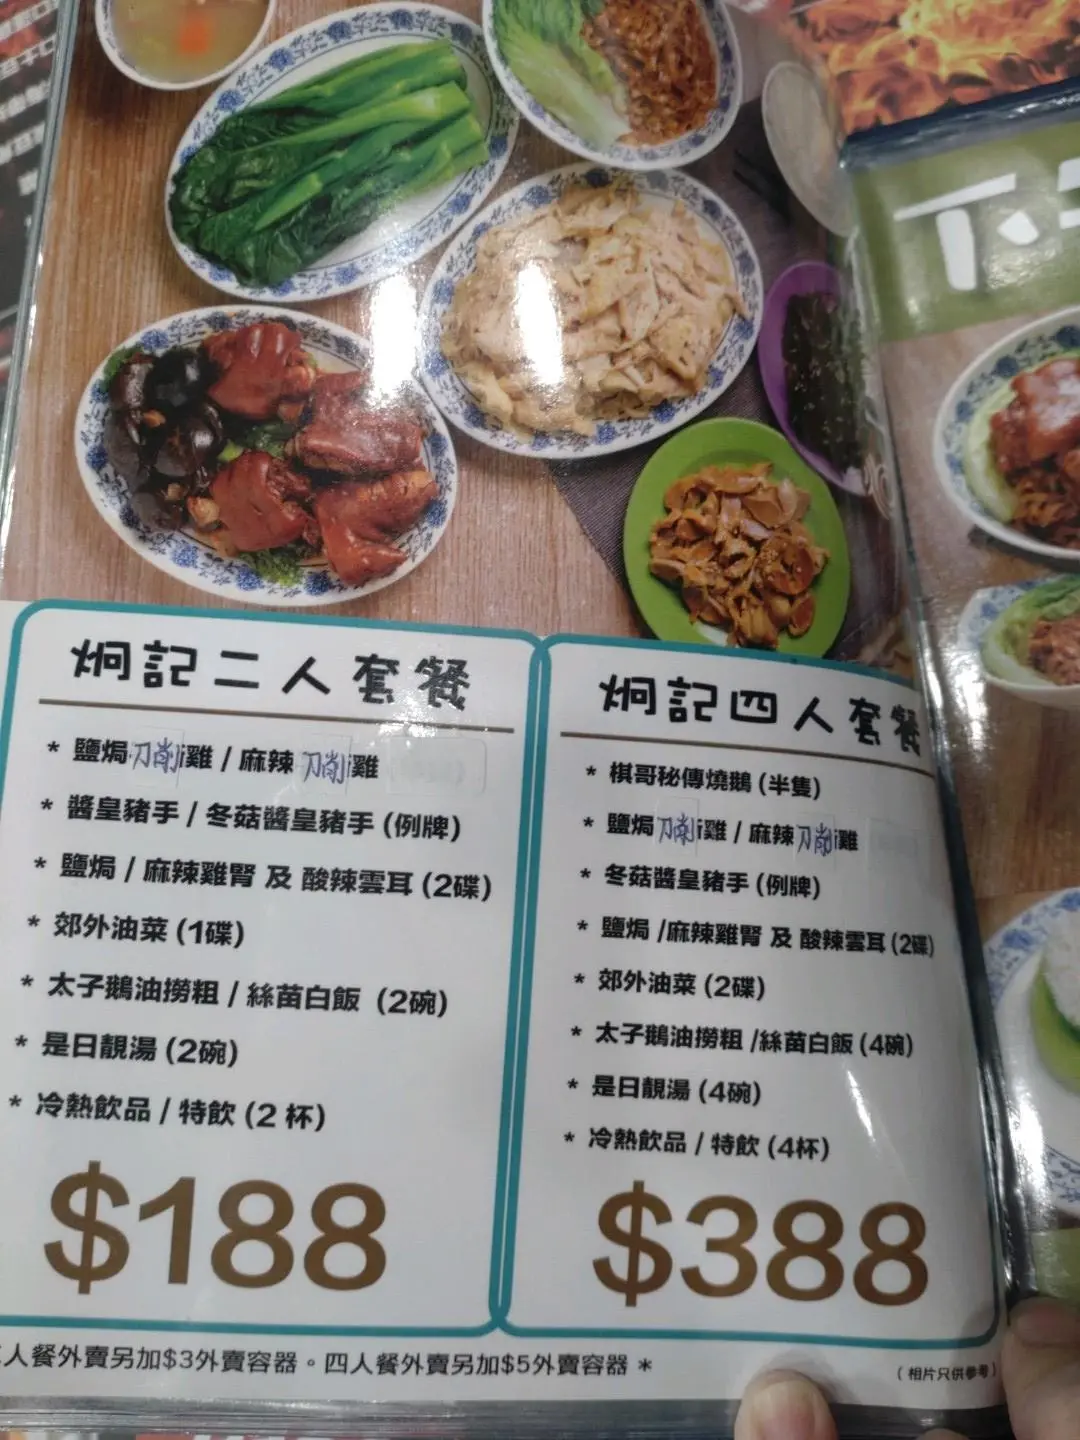 炯記二人套餐
* 鹽焗刀削雞 / 麻辣刀削雞
* 醬皇豬手 / 冬菇醬皇豬手 (例牌)
* 鹽焗 / 麻辣雞腎 及 酸辣雲耳 (2碟)
* 郊外油菜 (1碟)
* 太子鵝油撈粗 / 絲苗白飯 (2碗)
* 是日靚湯 (2碗)
* 冷熱飲品 / 特飲 (2 杯)
$188
炯記四人套餐
* 棋哥秘傳燒鵝 (半隻)
* 鹽焗刀削雞 / 麻辣刀削雞
* 冬菇醬皇豬手 (例牌)
* 鹽焗 /麻辣雞腎 及 酸辣雲耳 (2碟)
* 郊外油菜 (2碟)
* 太子鵝油撈粗 /絲苗白飯 (4碗)
* 是日靚湯 (4碗)
* 冷熱飲品 / 特飲 (4杯)
$388
人餐外賣另加$3外賣容器。四人餐外賣另加$5外賣容器 *
(相片只供參考)
下